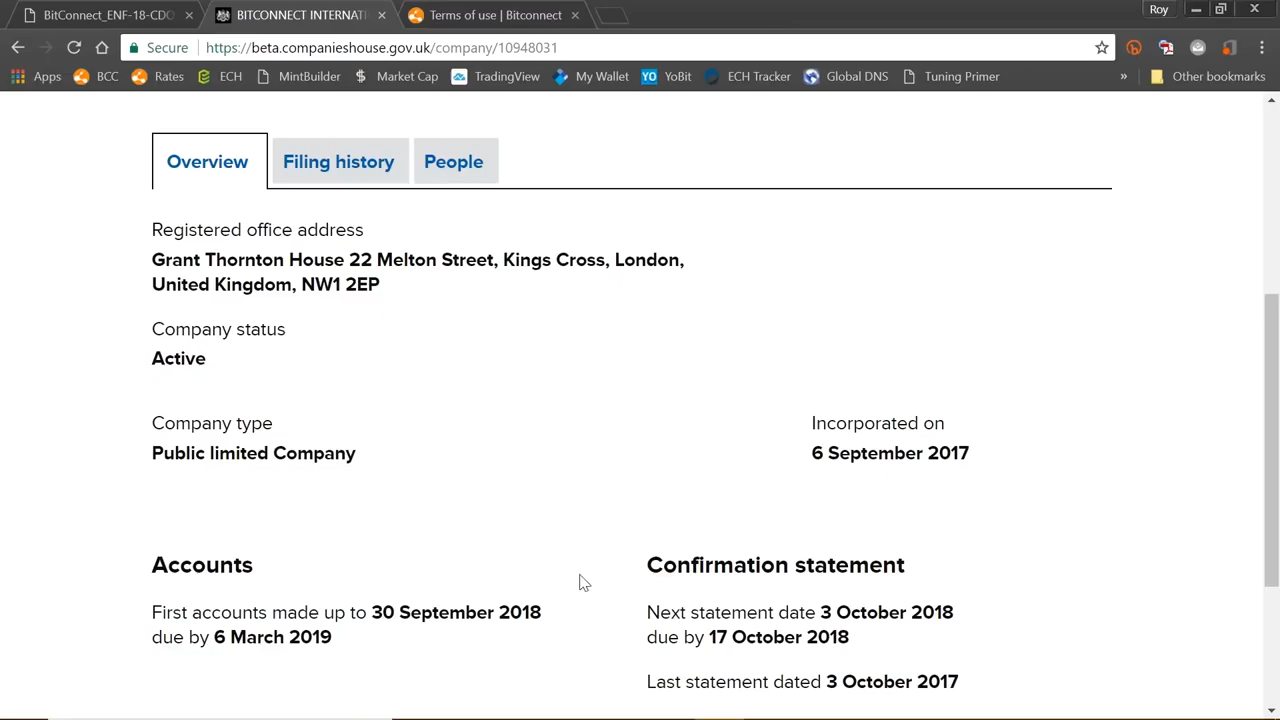 BitConnect_ENF-18-CDO
BITCONNECT INTERNATI
Terms of use | Bitconnect
Roy
Secure https://beta.companieshouse.gov.uk/company/10948031
Apps BCC Rates ECH MintBuilder Market Cap TradingView My Wallet YoBit ECH Tracker Global DNS Tuning Primer » Other bookmarks
Overview Filing history People
Registered office address
Grant Thornton House 22 Melton Street, Kings Cross, London,
United Kingdom, NW1 2EP
Company status
Active
Company type Incorporated on
Public limited Company 6 September 2017
Accounts Confirmation statement
First accounts made up to 30 September 2018 Next statement date 3 October 2018
due by 6 March 2019 due by 17 October 2018
Last statement dated 3 October 2017